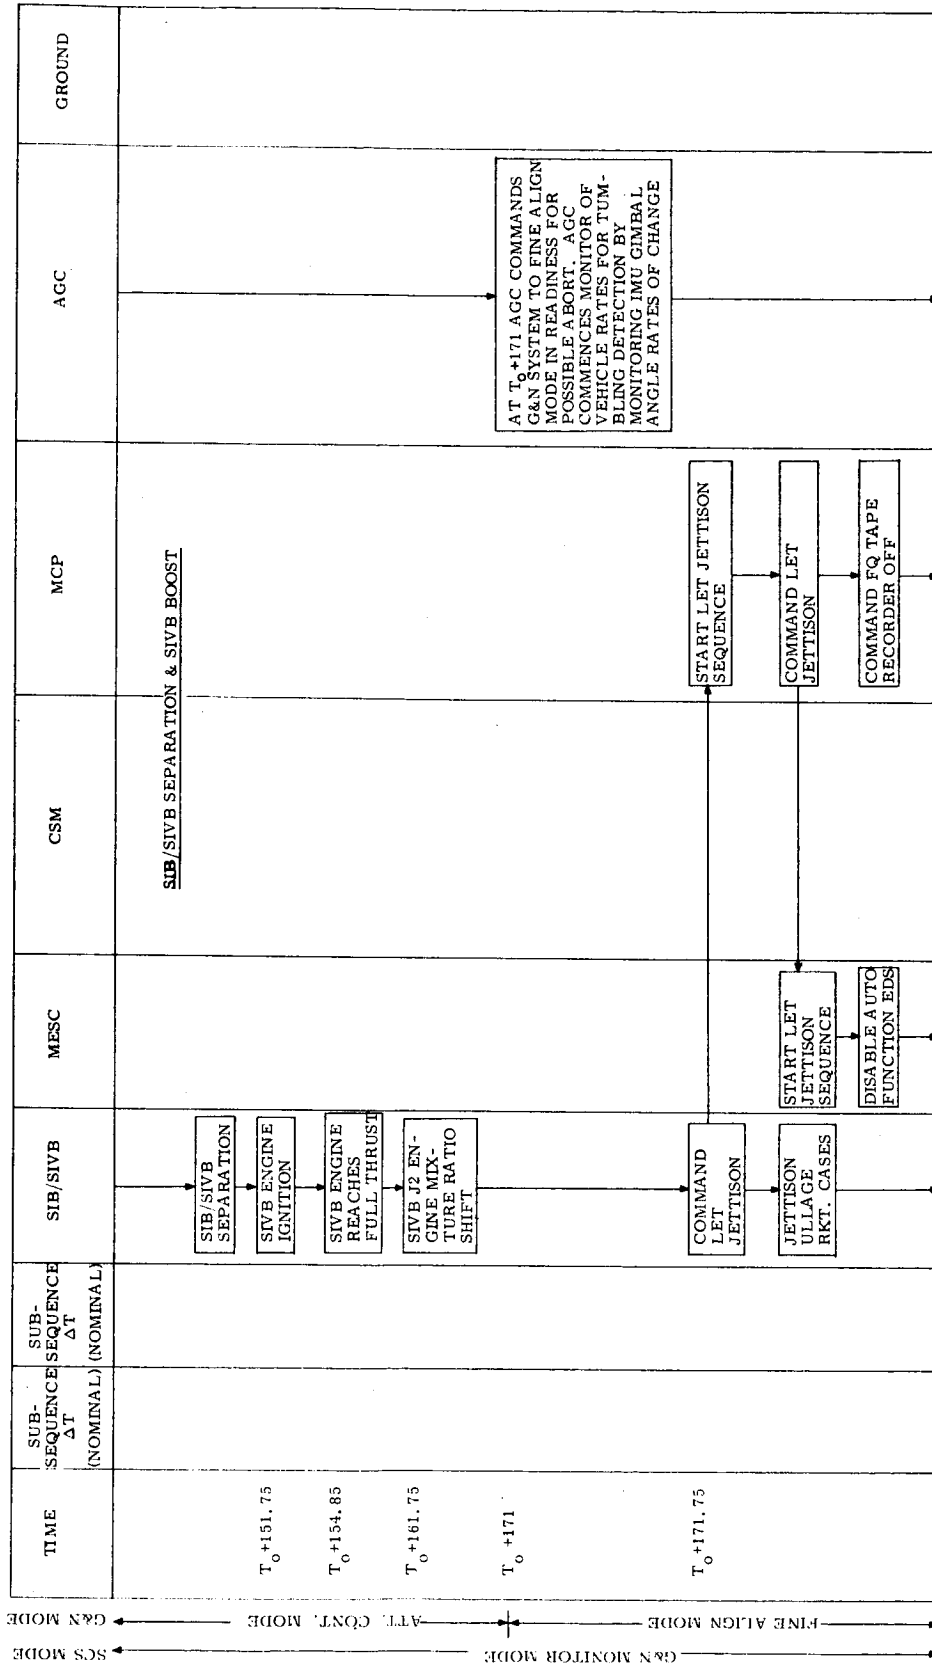 TIME
SUB-
SEQUENCE
ΔT
(NOMINAL)
SUB-
SEQUENCE
ΔT
(NOMINAL)
SIB/SIVB
MESC
CSM
MCP
AGC
GROUND
SIB/SIVB SEPARATION & SIVB BOOST
SIB/SIVB
SEPARATION
T₀+151.75
SIVB ENGINE
IGNITION
T₀+154.85
SIVB ENGINE
REACHES
FULL THRUST
T₀+161.75
SIVB J2 EN-
GINE MIX-
TURE RATIO
SHIFT
T₀+171
AT T₀+171 AGC COMMANDS
G&N SYSTEM TO FINE ALIGN
MODE IN READINESS FOR
POSSIBLE ABORT. AGC
COMMENCES MONITOR OF
VEHICLE RATES FOR TUM-
BLING DETECTION BY
MONITORING IMU GIMBAL
ANGLE RATES OF CHANGE
T₀+171.75
COMMAND
LET
JETTISON
START LET JETTISON
SEQUENCE
JETTISON
ULLAGE
RKT. CASES
START LET
JETTISON
SEQUENCE
COMMAND LET
JETTISON
DISABLE AUTO
FUNCTION EDS
COMMAND FQ TAPE
RECORDER OFF
G&N MODE
ATT. CONT. MODE
FINE ALIGN MODE
SCS MODE
G&N MONITOR MODE